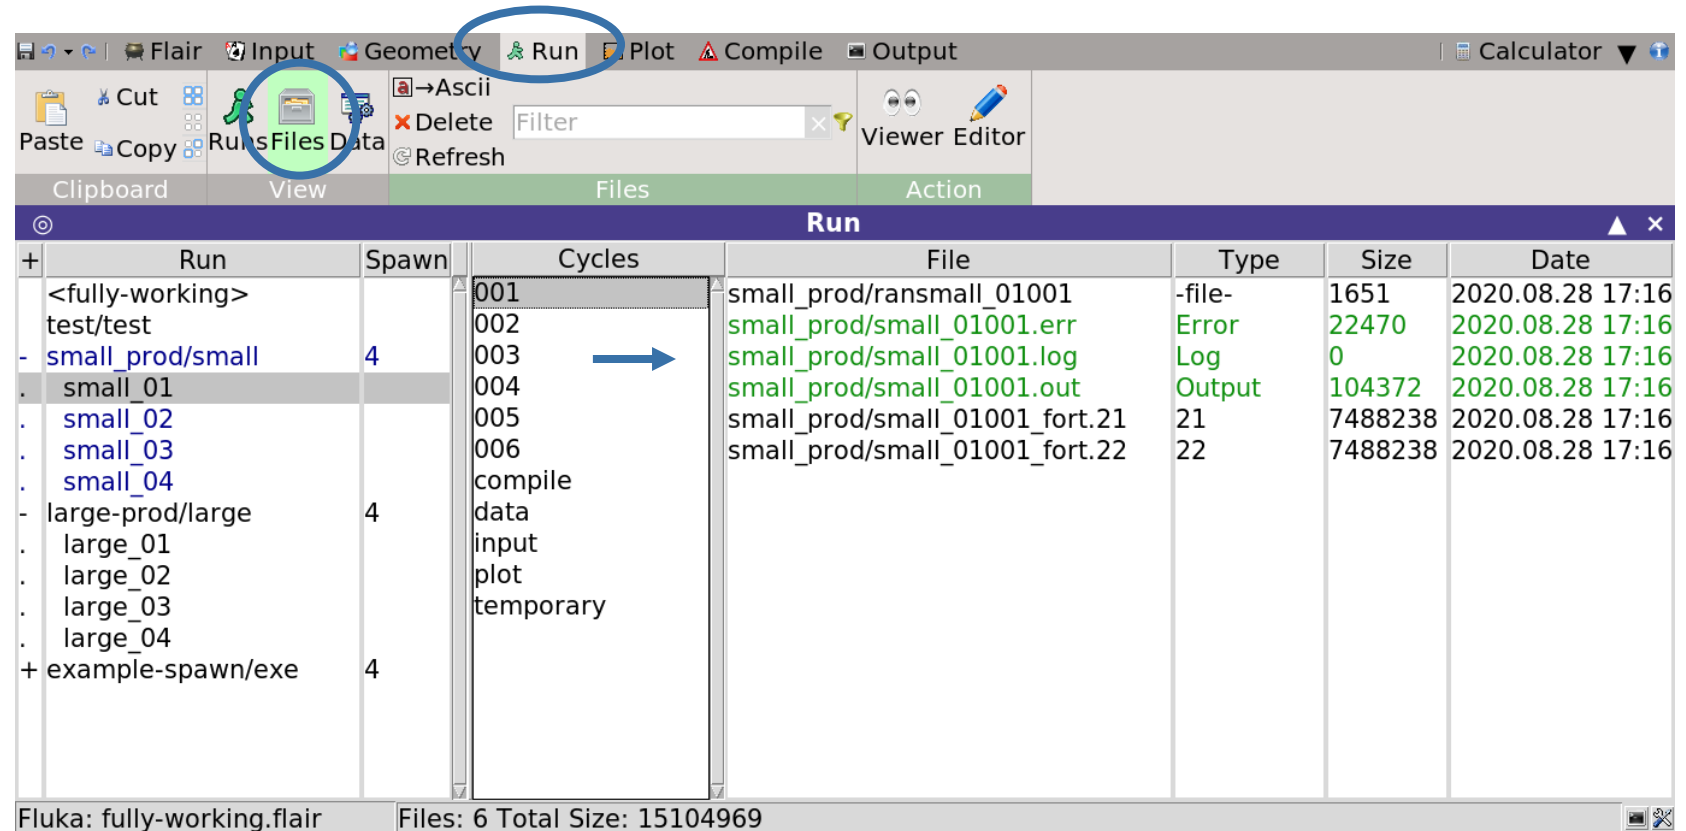 Flair Input Geometry Run Plot Compile Output Calculator
Cut a→Ascii
Delete Filter
Paste Copy Runs Files Data Refresh Viewer Editor
Clipboard View Files Action
Run
+ Run Spawn Cycles File Type Size Date
<fully-working> 001 small_prod/ransmall_01001 -file- 1651 2020.08.28 17:16
test/test 002 small_prod/small_01001.err Error 22470 2020.08.28 17:16
- small_prod/small 4 003 small_prod/small_01001.log Log 0 2020.08.28 17:16
. small_01 004 small_prod/small_01001.out Output 104372 2020.08.28 17:16
. small_02 005 small_prod/small_01001_fort.21 21 7488238 2020.08.28 17:16
. small_03 006 small_prod/small_01001_fort.22 22 7488238 2020.08.28 17:16
. small_04 compile
- large-prod/large 4 data
. large_01 input
. large_02 plot
. large_03 temporary
. large_04
+ example-spawn/exe 4
Fluka: fully-working.flair Files: 6 Total Size: 15104969